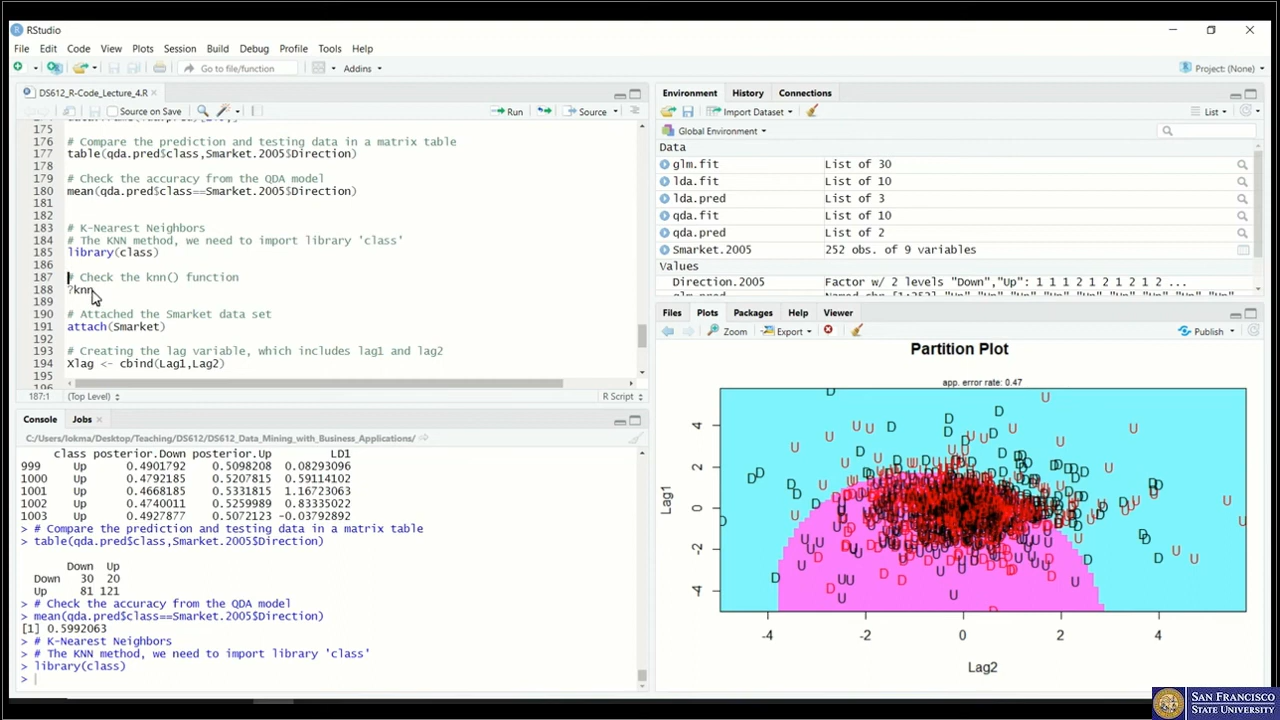 RStudio
File Edit Code View Plots Session Build Debug Profile Tools Help
Go to file/function
Addins
Project: (None)
DS612_R-Code_Lecture_4.R
Source on Save
Run
Source
175
176 # Compare the prediction and testing data in a matrix table
177 table(qda.pred$class,Smarket.2005$Direction)
178
179 # Check the accuracy from the QDA model
180 mean(qda.pred$class==Smarket.2005$Direction)
181
182
183 # K-Nearest Neighbors
184 # The KNN method, we need to import library 'class'
185 library(class)
186
187 # Check the knn() function
188 ?knn
189
190 # Attached the Smarket data set
191 attach(Smarket)
192
193 # Creating the lag variable, which includes lag1 and lag2
194 Xlag <- cbind(Lag1,Lag2)
195
196
187:1 (Top Level) R Script
Console Jobs
C:/Users/lokma/Desktop/Teaching/DS612/DS612_Data_Mining_with_Business_Applications/
class posterior.Down posterior.Up LD1
999 Up 0.4901792 0.5098208 0.08293096
1000 Up 0.4792185 0.5207815 0.59114102
1001 Up 0.4668185 0.5331815 1.16723063
1002 Up 0.4740011 0.5259989 0.83335022
1003 Up 0.4927877 0.5072123 -0.03792892
> # Compare the prediction and testing data in a matrix table
> table(qda.pred$class,Smarket.2005$Direction)
Down Up
Down 30 20
Up 81 121
> # Check the accuracy from the QDA model
> mean(qda.pred$class==Smarket.2005$Direction)
[1] 0.5992063
> # K-Nearest Neighbors
> # The KNN method, we need to import library 'class'
> library(class)
>
Environment History Connections
Import Dataset
List
Global Environment
Data
glm.fit List of 30
lda.fit List of 10
lda.pred List of 3
qda.fit List of 10
qda.pred List of 2
Smarket.2005 252 obs. of 9 variables
Values
Direction.2005 Factor w/ 2 levels "Down","Up": 1 1 1 2 1 2 1 2 1 2 ...
Files Plots Packages Help Viewer
Zoom Export Publish
Partition Plot
app. error rate: 0.47
Lag1
4
2
0
-2
-4
-4 -2 0 2 4
Lag2
SAN FRANCISCO
STATE UNIVERSITY